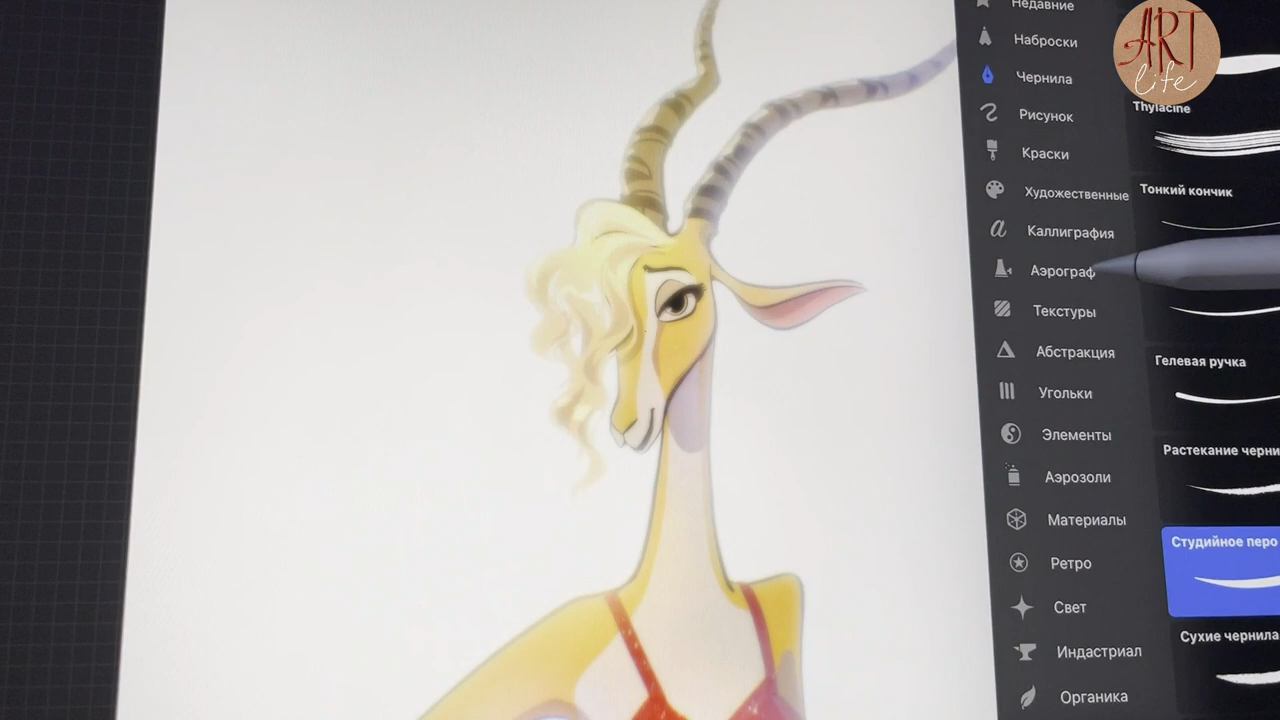 Недавние
Наброски
Чернила
Рисунок
Краски
Художественные
Каллиграфия
Аэрограф
Текстуры
Абстракция
Угольки
Элементы
Аэрозоли
Материалы
Ретро
Свет
Индастриал
Органика
ART
life
Thylacine
Тонкий кончик
Гелевая ручка
Растекание черни
Студийное перо
Сухие чернила